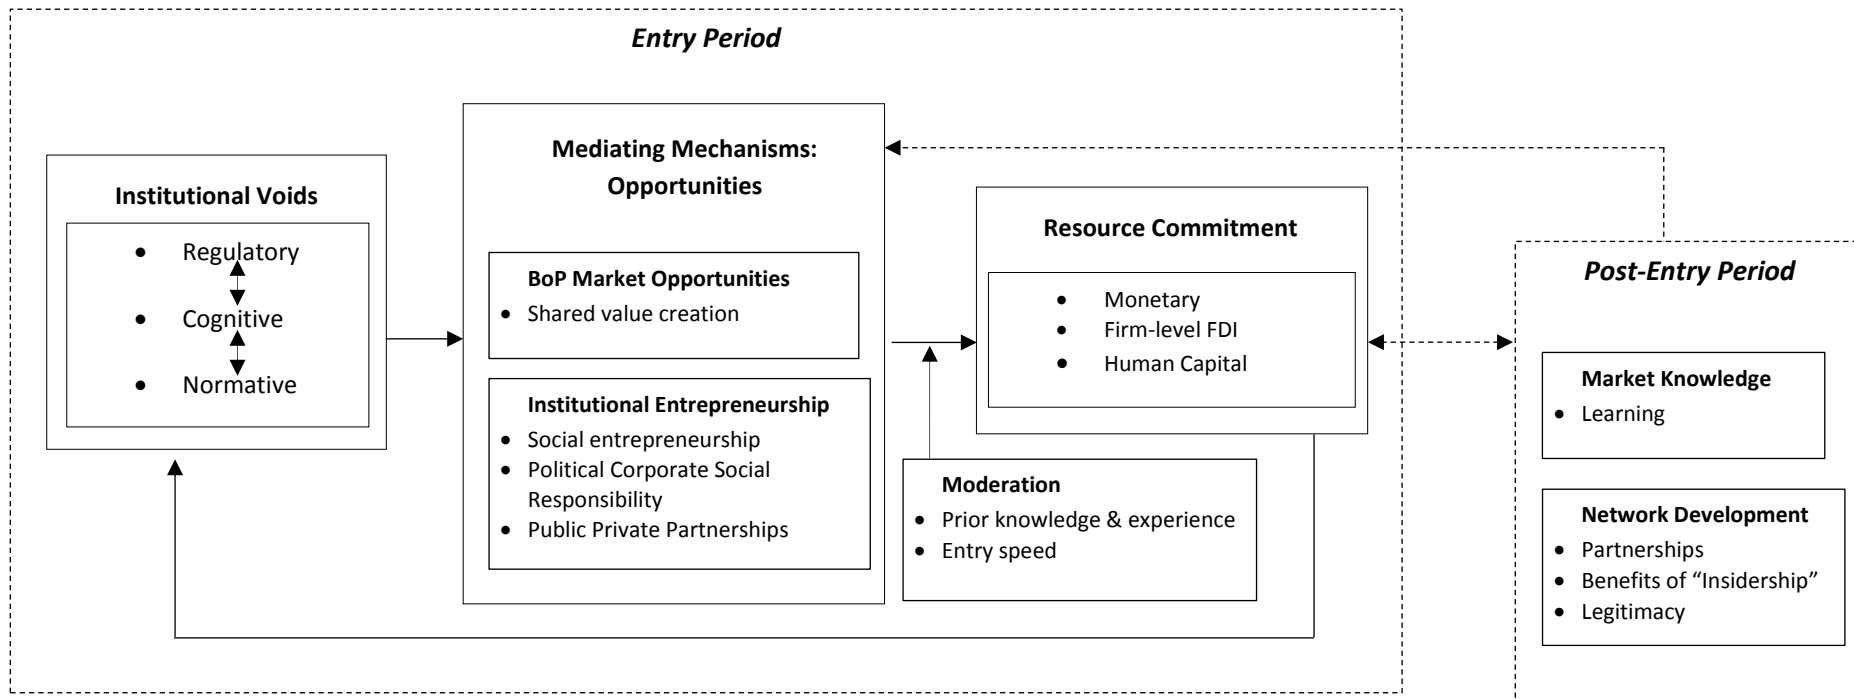 Entry Period
Institutional Voids
• Regulatory
• Cognitive
• Normative
Mediating Mechanisms:
Opportunities
BoP Market Opportunities
• Shared value creation
Institutional Entrepreneurship
• Social entrepreneurship
• Political Corporate Social
Responsibility
• Public Private Partnerships
Resource Commitment
• Monetary
• Firm-level FDI
• Human Capital
Moderation
• Prior knowledge & experience
• Entry speed
Post-Entry Period
Market Knowledge
• Learning
Network Development
• Partnerships
• Benefits of “Insidership”
• Legitimacy